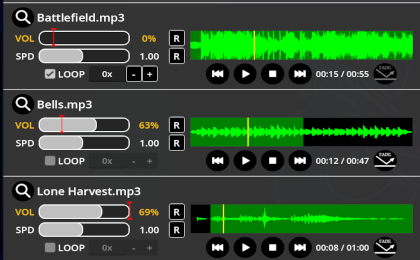 Battlefield.mp3
VOL 0% R
SPD 1.00 R
LOOP 0x - + 00:15 / 00:55 FADE
Bells.mp3
VOL 63% R
SPD 1.00 R
LOOP 0x - + 00:12 / 00:47 FADE
Lone Harvest.mp3
VOL 69% R
SPD 1.00 R
LOOP 0x - + 00:08 / 01:00 FADE